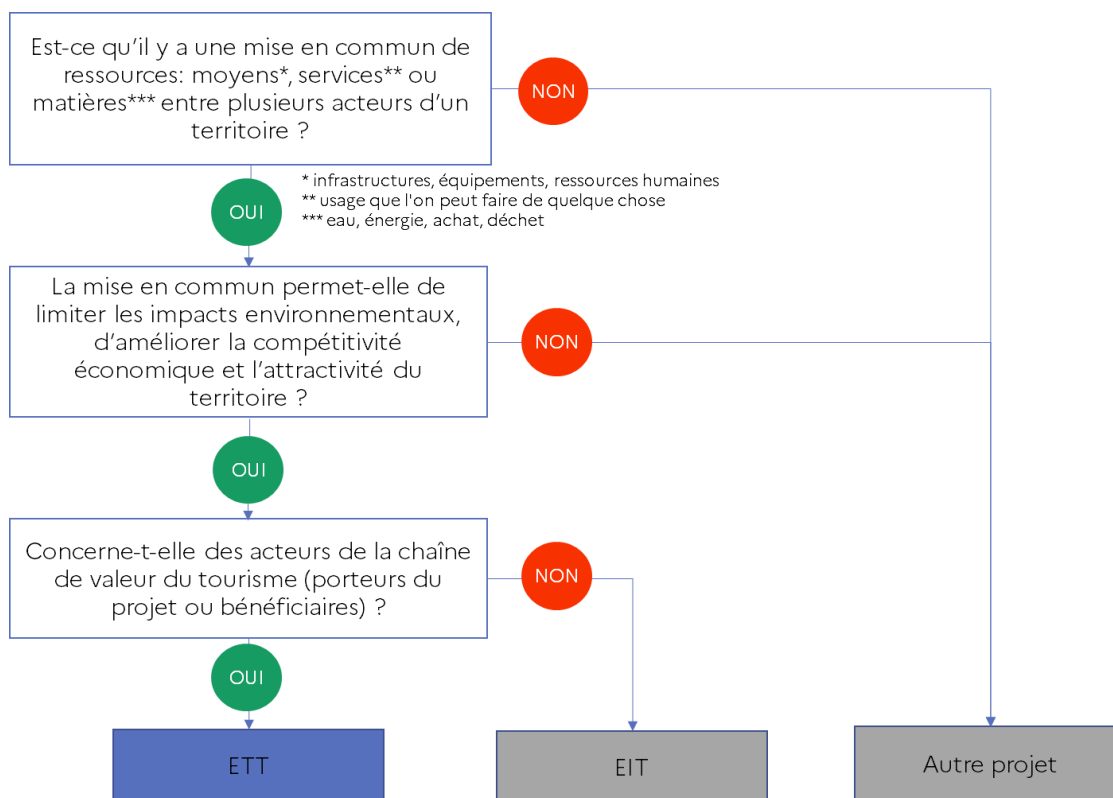 Est-ce qu'il y a une mise en commun de
ressources: moyens*, services** ou
matières*** entre plusieurs acteurs d'un
territoire ?
NON
* infrastructures, équipements, ressources humaines
** usage que l'on peut faire de quelque chose
*** eau, énergie, achat, déchet
OUI
La mise en commun permet-elle de
limiter les impacts environnementaux,
d'améliorer la compétitivité
économique et l'attractivité du
territoire ?
NON
OUI
Concerne-t-elle des acteurs de la chaîne
de valeur du tourisme (porteurs du
projet ou bénéficiaires) ?
NON
OUI
ETT
EIT
Autre projet